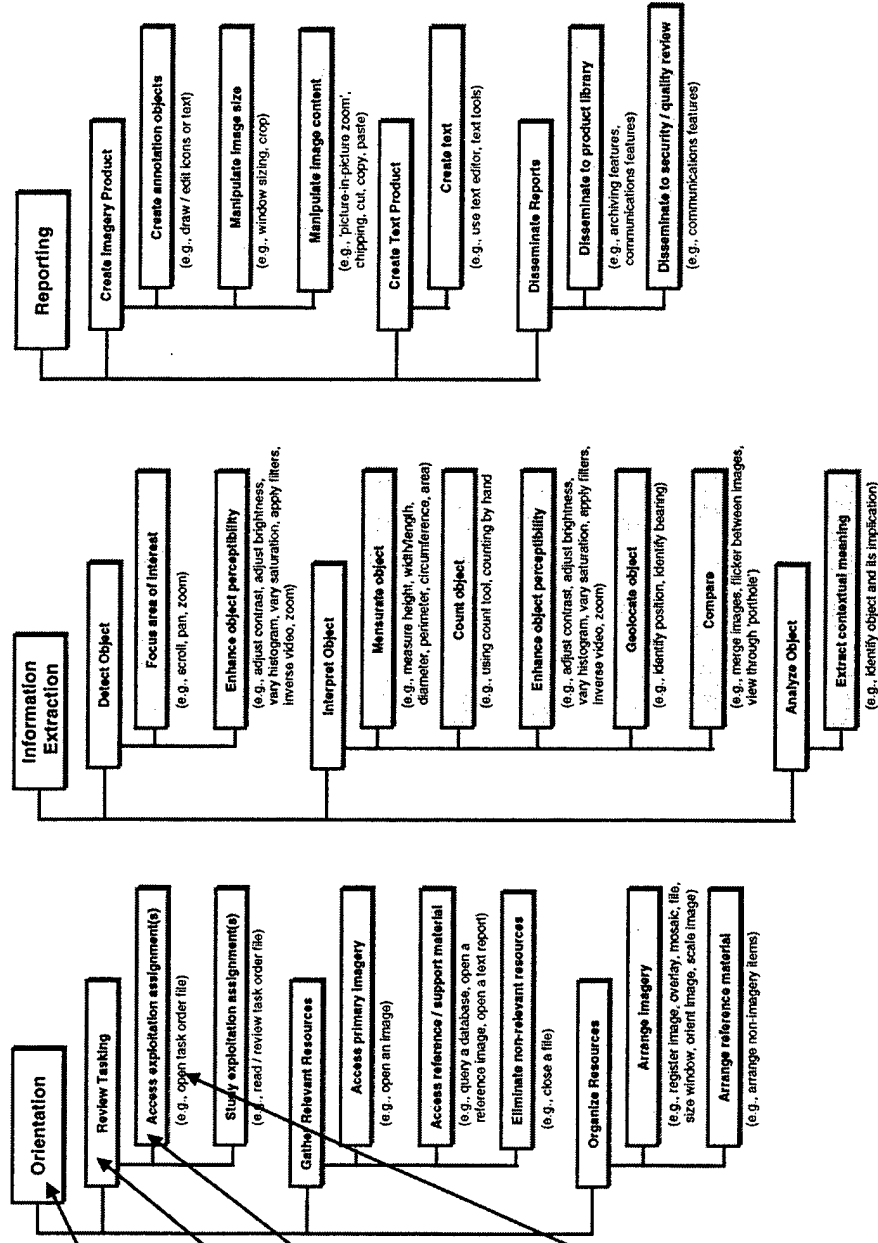 Orientation
Review Tasking
Access exploitation assignment(s)
(e.g., open task order file)
Study exploitation assignment(s)
(e.g., read / review task order file)
Gather Relevant Resources
Access primary imagery
(e.g., open an image)
Access reference / support material
(e.g., query a database, open a
reference image, open a text report)
Eliminate non-relevant resources
(e.g., close a file)
Organize Resources
Arrange imagery
(e.g., register image, overlay, mosaic, tile,
size window, orient image, scale image)
Arrange reference material
(e.g., arrange non-imagery items)
Information
Extraction
Detect Object
Focus area of interest
(e.g., scroll, pan, zoom)
Enhance object perceptibility
(e.g., adjust contrast, adjust brightness,
vary histogram, vary saturation, apply filters,
inverse video, zoom)
Interpret Object
Mensurate object
(e.g., measure height, width/length,
diameter, perimeter, circumference, area)
Count object
(e.g., using count tool, counting by hand)
Enhance object perceptibility
(e.g., adjust contrast, adjust brightness,
vary histogram, vary saturation, apply filters,
inverse video, zoom)
Geolocate object
(e.g., identify position, identify bearing)
Compare
(e.g., merge images, flicker between images,
view through 'porthole')
Analyze Object
Extract contextual meaning
(e.g., identify object and its implication)
Reporting
Create Imagery Product
Create annotation objects
(e.g., draw / edit icons or text)
Manipulate image size
(e.g., window sizing, crop)
Manipulate image content
(e.g., 'picture-in-picture zoom',
chipping, cut, copy, paste)
Create Text Product
Create text
(e.g., use text editor, text tools)
Disseminate Reports
Disseminate to product library
(e.g., archiving features,
communications features)
Disseminate to security / quality review
(e.g., communications features)